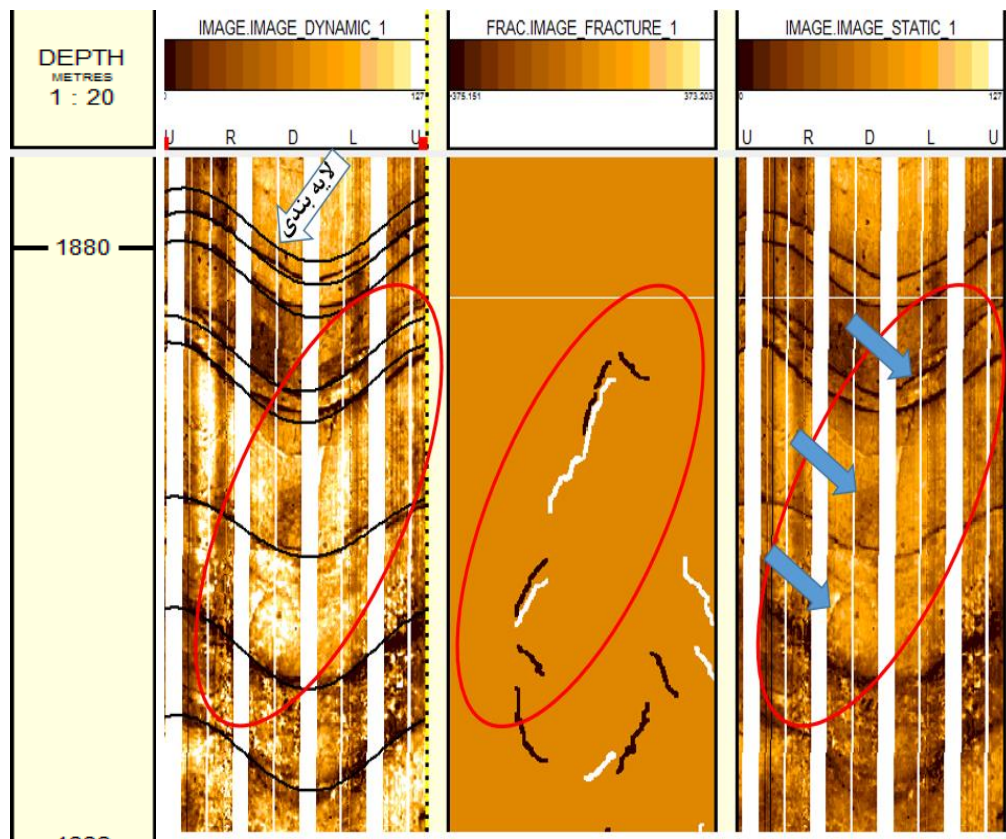 DEPTH
METRES
1 : 20
IMAGE.IMAGE_DYNAMIC_1
127
U R D L U
FRAC.IMAGE_FRACTURE_1
-375.151 373.203
IMAGE.IMAGE_STATIC_1
0 127
U R D L U
لایه بندی
1880